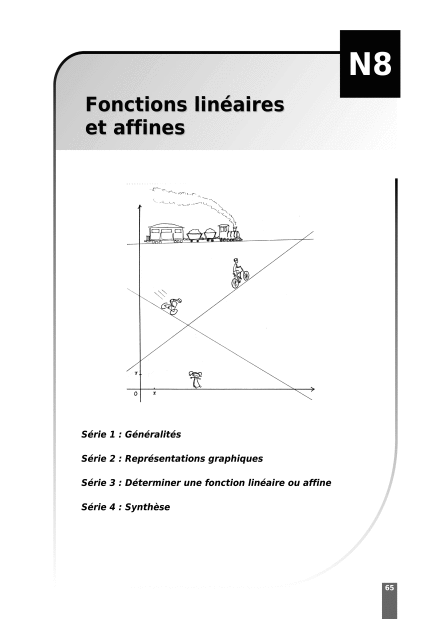 N8
Fonctions linéaires
et affines
Y
O
x
Série 1 : Généralités
Série 2 : Représentations graphiques
Série 3 : Déterminer une fonction linéaire ou affine
Série 4 : Synthèse
65